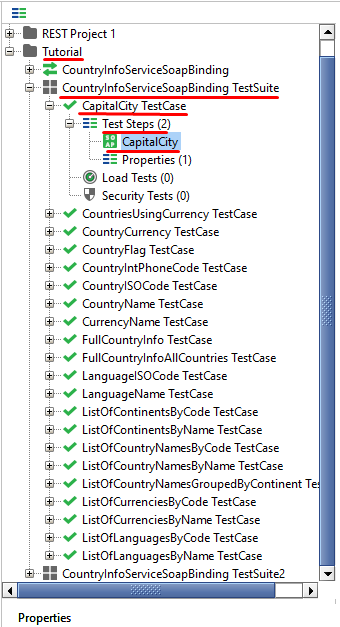 REST Project 1
Tutorial
CountryInfoServiceSoapBinding
CountryInfoServiceSoapBinding TestSuite
CapitalCity TestCase
Test Steps (2)
SOAP CapitalCity
Properties (1)
Load Tests (0)
Security Tests (0)
CountriesUsingCurrency TestCase
CountryCurrency TestCase
CountryFlag TestCase
CountryIntPhoneCode TestCase
CountryISOCode TestCase
CountryName TestCase
CurrencyName TestCase
FullCountryInfo TestCase
FullCountryInfoAllCountries TestCase
LanguageISOCode TestCase
LanguageName TestCase
ListOfContinentsByCode TestCase
ListOfContinentsByName TestCase
ListOfCountryNamesByCode TestCase
ListOfCountryNamesByName TestCase
ListOfCountryNamesGroupedByContinent Tes
ListOfCurrenciesByCode TestCase
ListOfCurrenciesByName TestCase
ListOfLanguagesByCode TestCase
ListOfLanguagesByName TestCase
CountryInfoServiceSoapBinding TestSuite2
Properties